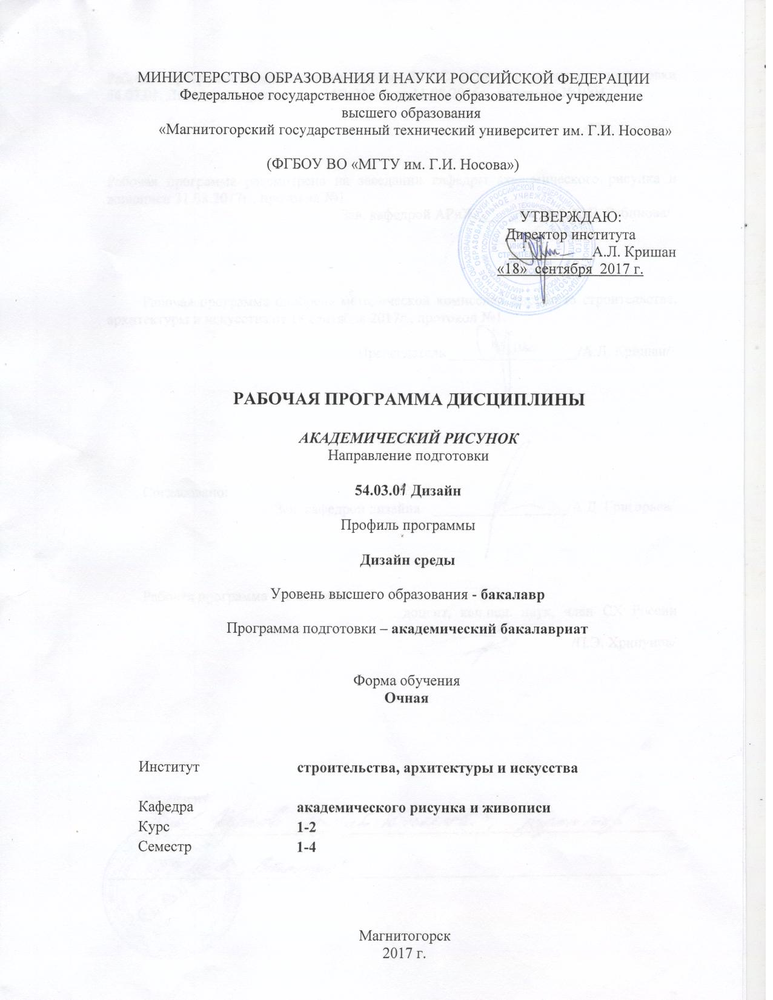 МИНИСТЕРСТВО ОБРАЗОВАНИЯ И НАУКИ РОССИЙСКОЙ ФЕДЕРАЦИИ
Федеральное государственное бюджетное образовательное учреждение
высшего образования
«Магнитогорский государственный технический университет им. Г.И. Носова»
(ФГБОУ ВО «МГТУ им. Г.И. Носова»)
УТВЕРЖДАЮ:
Директор института
А.Л. Кришан
«18» сентября 2017 г.
РАБОЧАЯ ПРОГРАММА ДИСЦИПЛИНЫ
АКАДЕМИЧЕСКИЙ РИСУНОК
Направление подготовки
54.03.01 Дизайн
Профиль программы
Дизайн среды
Уровень высшего образования - бакалавр
Программа подготовки – академический бакалавриат
Форма обучения
Очная
Институт строительства, архитектуры и искусства
Кафедра академического рисунка и живописи
Курс 1-2
Семестр 1-4
Магнитогорск
2017 г.